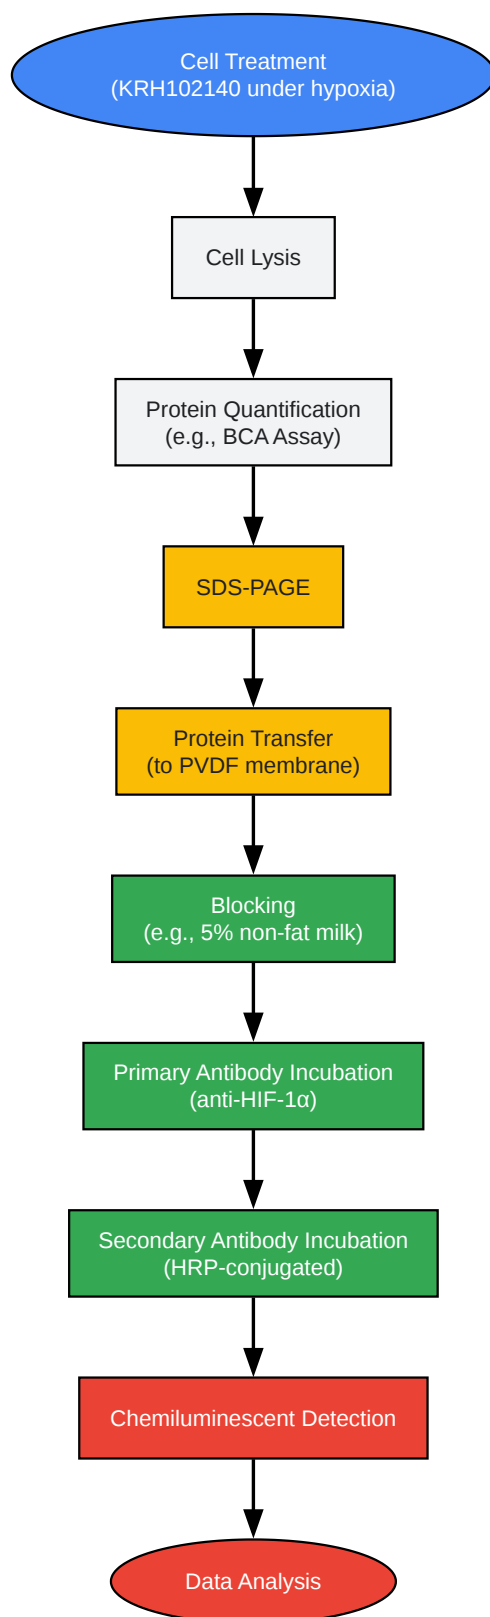 Cell Treatment
(KRH102140 under hypoxia)
Cell Lysis
Protein Quantification
(e.g., BCA Assay)
SDS-PAGE
Protein Transfer
(to PVDF membrane)
Blocking
(e.g., 5% non-fat milk)
Primary Antibody Incubation
(anti-HIF-1α)
Secondary Antibody Incubation
(HRP-conjugated)
Chemiluminescent Detection
Data Analysis